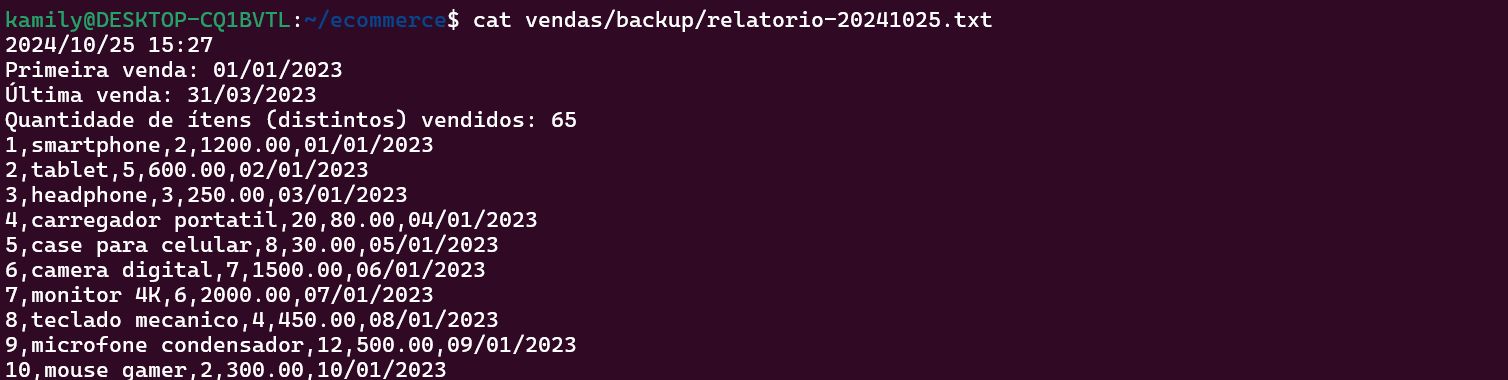 kamily@DESKTOP-CQ1BVTL:~/ecommerce$ cat vendas/backup/relatorio-20241025.txt
2024/10/25 15:27
Primeira venda: 01/01/2023
Última venda: 31/03/2023
Quantidade de ítens (distintos) vendidos: 65
1,smartphone,2,1200.00,01/01/2023
2,tablet,5,600.00,02/01/2023
3,headphone,3,250.00,03/01/2023
4,carregador portatil,20,80.00,04/01/2023
5,case para celular,8,30.00,05/01/2023
6,camera digital,7,1500.00,06/01/2023
7,monitor 4K,6,2000.00,07/01/2023
8,teclado mecanico,4,450.00,08/01/2023
9,microfone condensador,12,500.00,09/01/2023
10,mouse gamer,2,300.00,10/01/2023